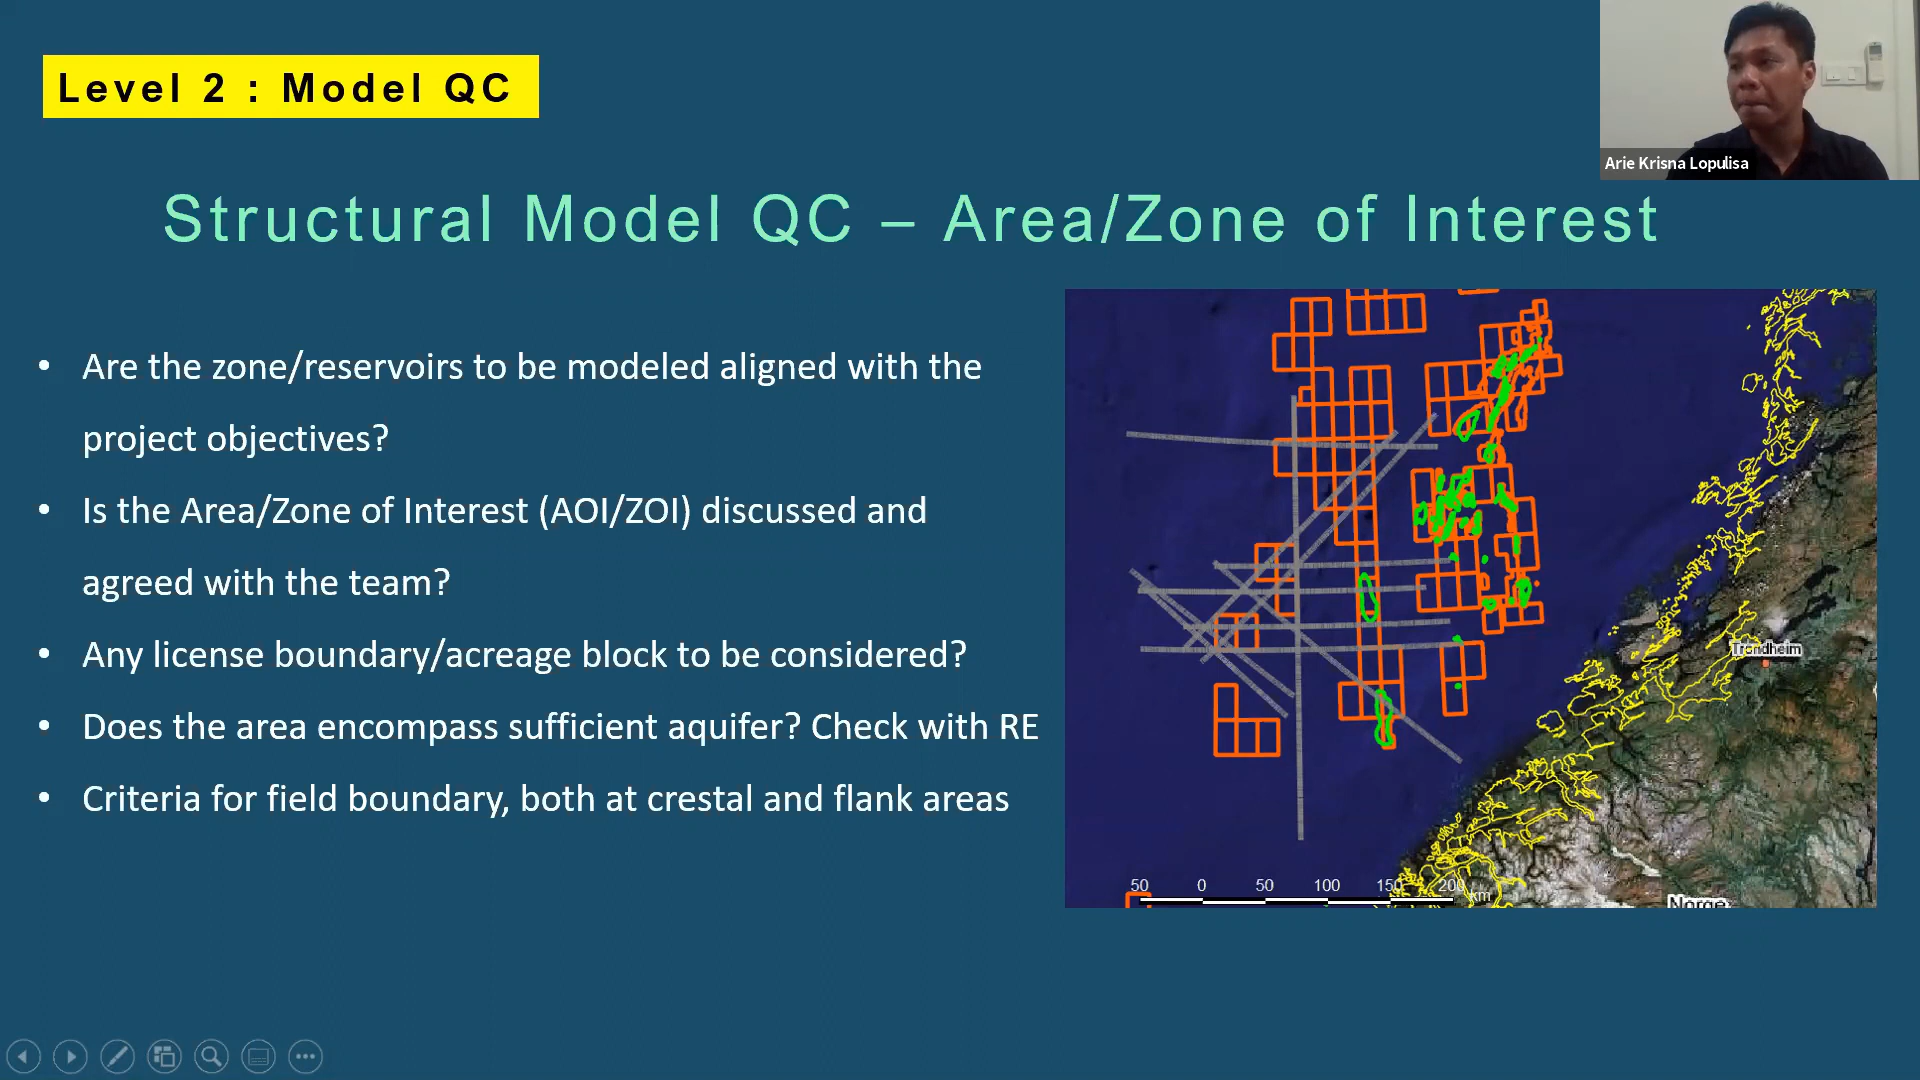 Level 2 : Model QC
Arie Krisna Lopulisa
Structural Model QC – Area/Zone of Interest
• Are the zone/reservoirs to be modeled aligned with the
project objectives?
• Is the Area/Zone of Interest (AOI/ZOI) discussed and
agreed with the team?
• Any license boundary/acreage block to be considered?
• Does the area encompass sufficient aquifer? Check with RE
• Criteria for field boundary, both at crestal and flank areas
Trondheim
50 0 50 100 150 200 km
Norge